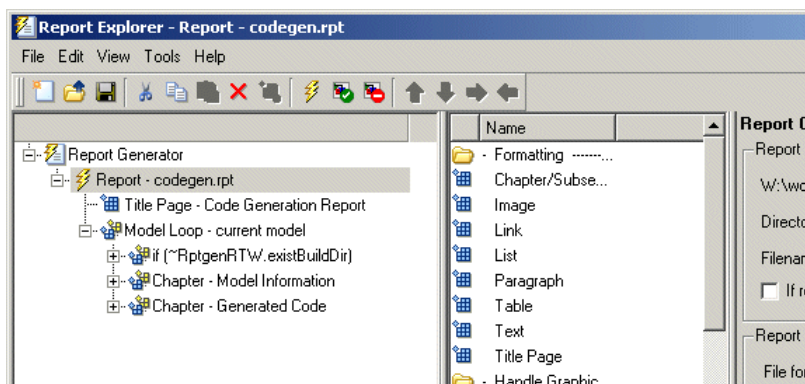 Report Explorer - Report - codegen.rpt
File Edit View Tools Help
Report Generator
Report - codegen.rpt
Title Page - Code Generation Report
Model Loop - current model
if (~RptgenRTW.existBuildDir)
Chapter - Model Information
Chapter - Generated Code
Name
- Formatting -------...
Chapter/Subse...
Image
Link
List
Paragraph
Table
Text
Title Page
- Handle Graphic
Report
Report
W:\wo
Directo
Filenar
If r
Report
File for